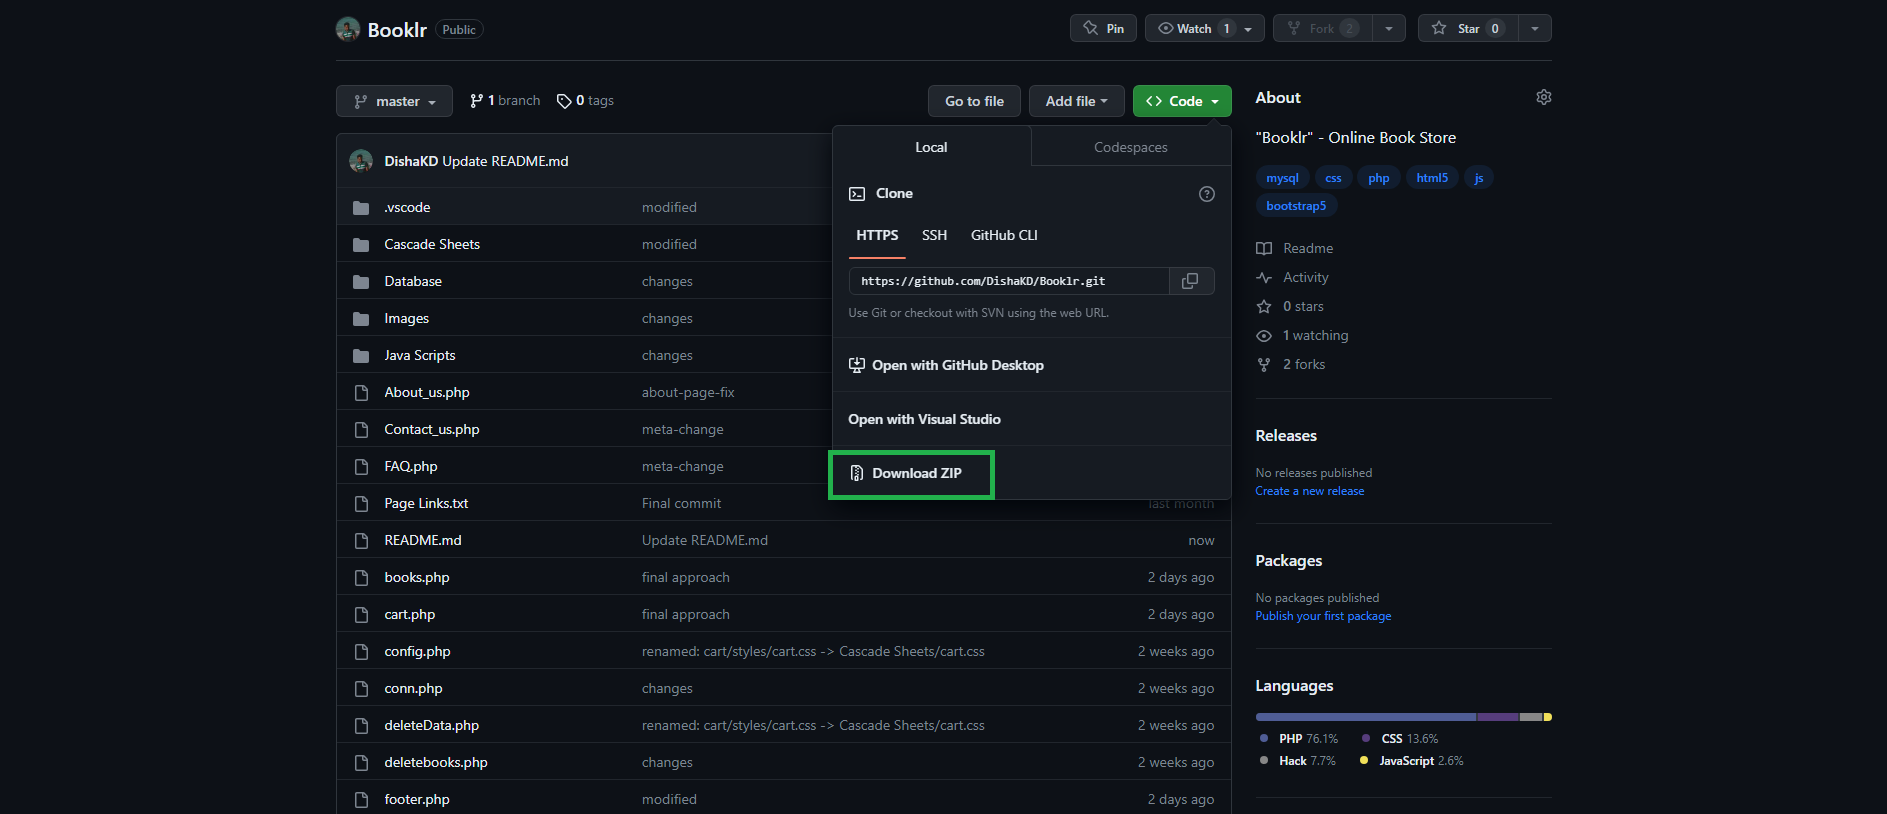 Booklr Public
Pin Watch 1 Fork 2 Star 0
master 1 branch 0 tags Go to file Add file Code
DishaKD Update README.md
.vscode modified
Cascade Sheets modified
Database changes
Images changes
Java Scripts changes
About_us.php about-page-fix
Contact_us.php meta-change
FAQ.php meta-change
Page Links.txt Final commit last month
README.md Update README.md now
books.php final approach 2 days ago
cart.php final approach 2 days ago
config.php renamed: cart/styles/cart.css -> Cascade Sheets/cart.css 2 weeks ago
conn.php changes 2 weeks ago
deleteData.php renamed: cart/styles/cart.css -> Cascade Sheets/cart.css 2 weeks ago
deletebooks.php changes 2 weeks ago
footer.php modified 2 days ago
Local Codespaces
Clone
HTTPS SSH GitHub CLI
https://github.com/DishaKD/Booklr.git
Use Git or checkout with SVN using the web URL.
Open with GitHub Desktop
Open with Visual Studio
Download ZIP
About
"Booklr" - Online Book Store
mysql css php html5 js
bootstrap5
Readme
Activity
0 stars
1 watching
2 forks
Releases
No releases published
Create a new release
Packages
No packages published
Publish your first package
Languages
PHP 76.1% CSS 13.6%
Hack 7.7% JavaScript 2.6%